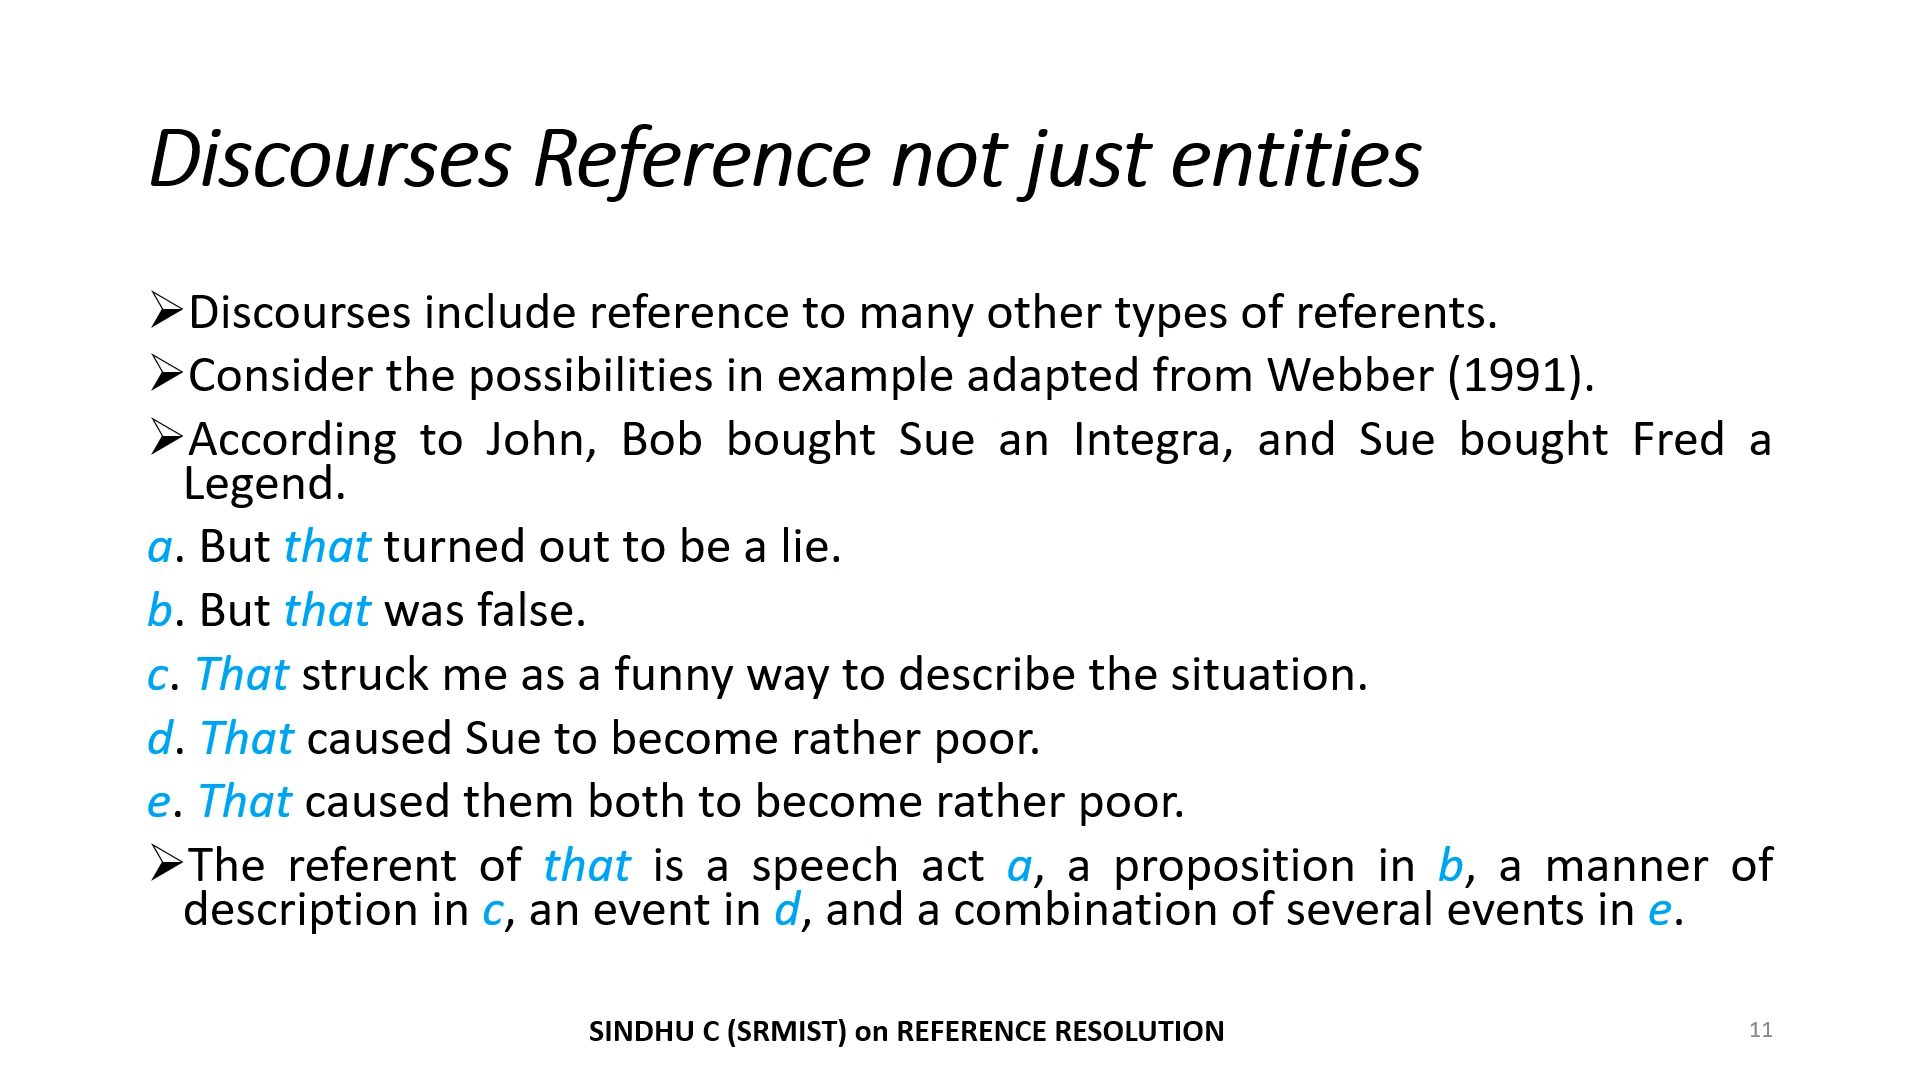 Discourses Reference not just entities
➢Discourses include reference to many other types of referents.
➢Consider the possibilities in example adapted from Webber (1991).
➢According to John, Bob bought Sue an Integra, and Sue bought Fred a
Legend.
a. But that turned out to be a lie.
b. But that was false.
c. That struck me as a funny way to describe the situation.
d. That caused Sue to become rather poor.
e. That caused them both to become rather poor.
➢The referent of that is a speech act a, a proposition in b, a manner of
description in c, an event in d, and a combination of several events in e.
SINDHU C (SRMIST) on REFERENCE RESOLUTION
11